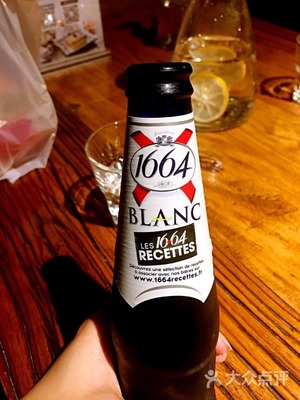 1664
BLANC
LES 1664
RECETTES
Découvrez une sélection de recettes
à associer avec nos bières sur
www.1664recettes.fr
大众点评